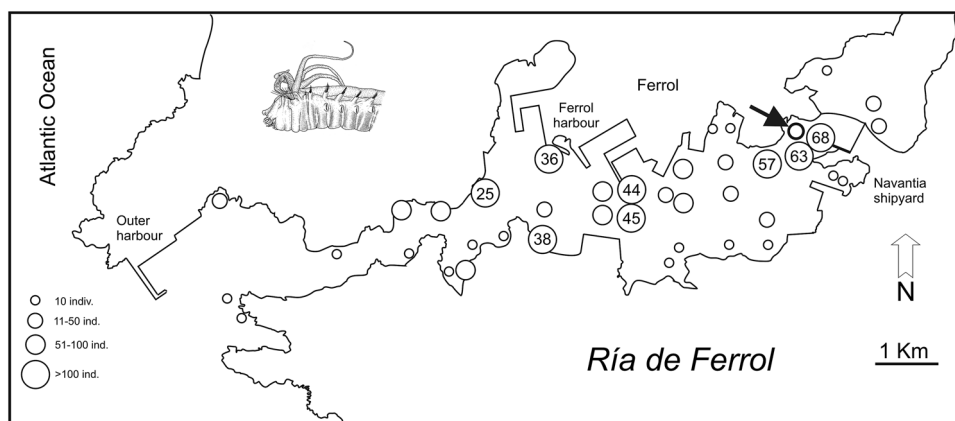 Atlantic Ocean
Ferrol
Ferrol
harbour
68
36
63
57
25
44
Navantia
shipyard
45
Outer
harbour
38
N
10 indiv.
11-50 ind.
51-100 ind.
>100 ind.
Ría de Ferrol
1 Km